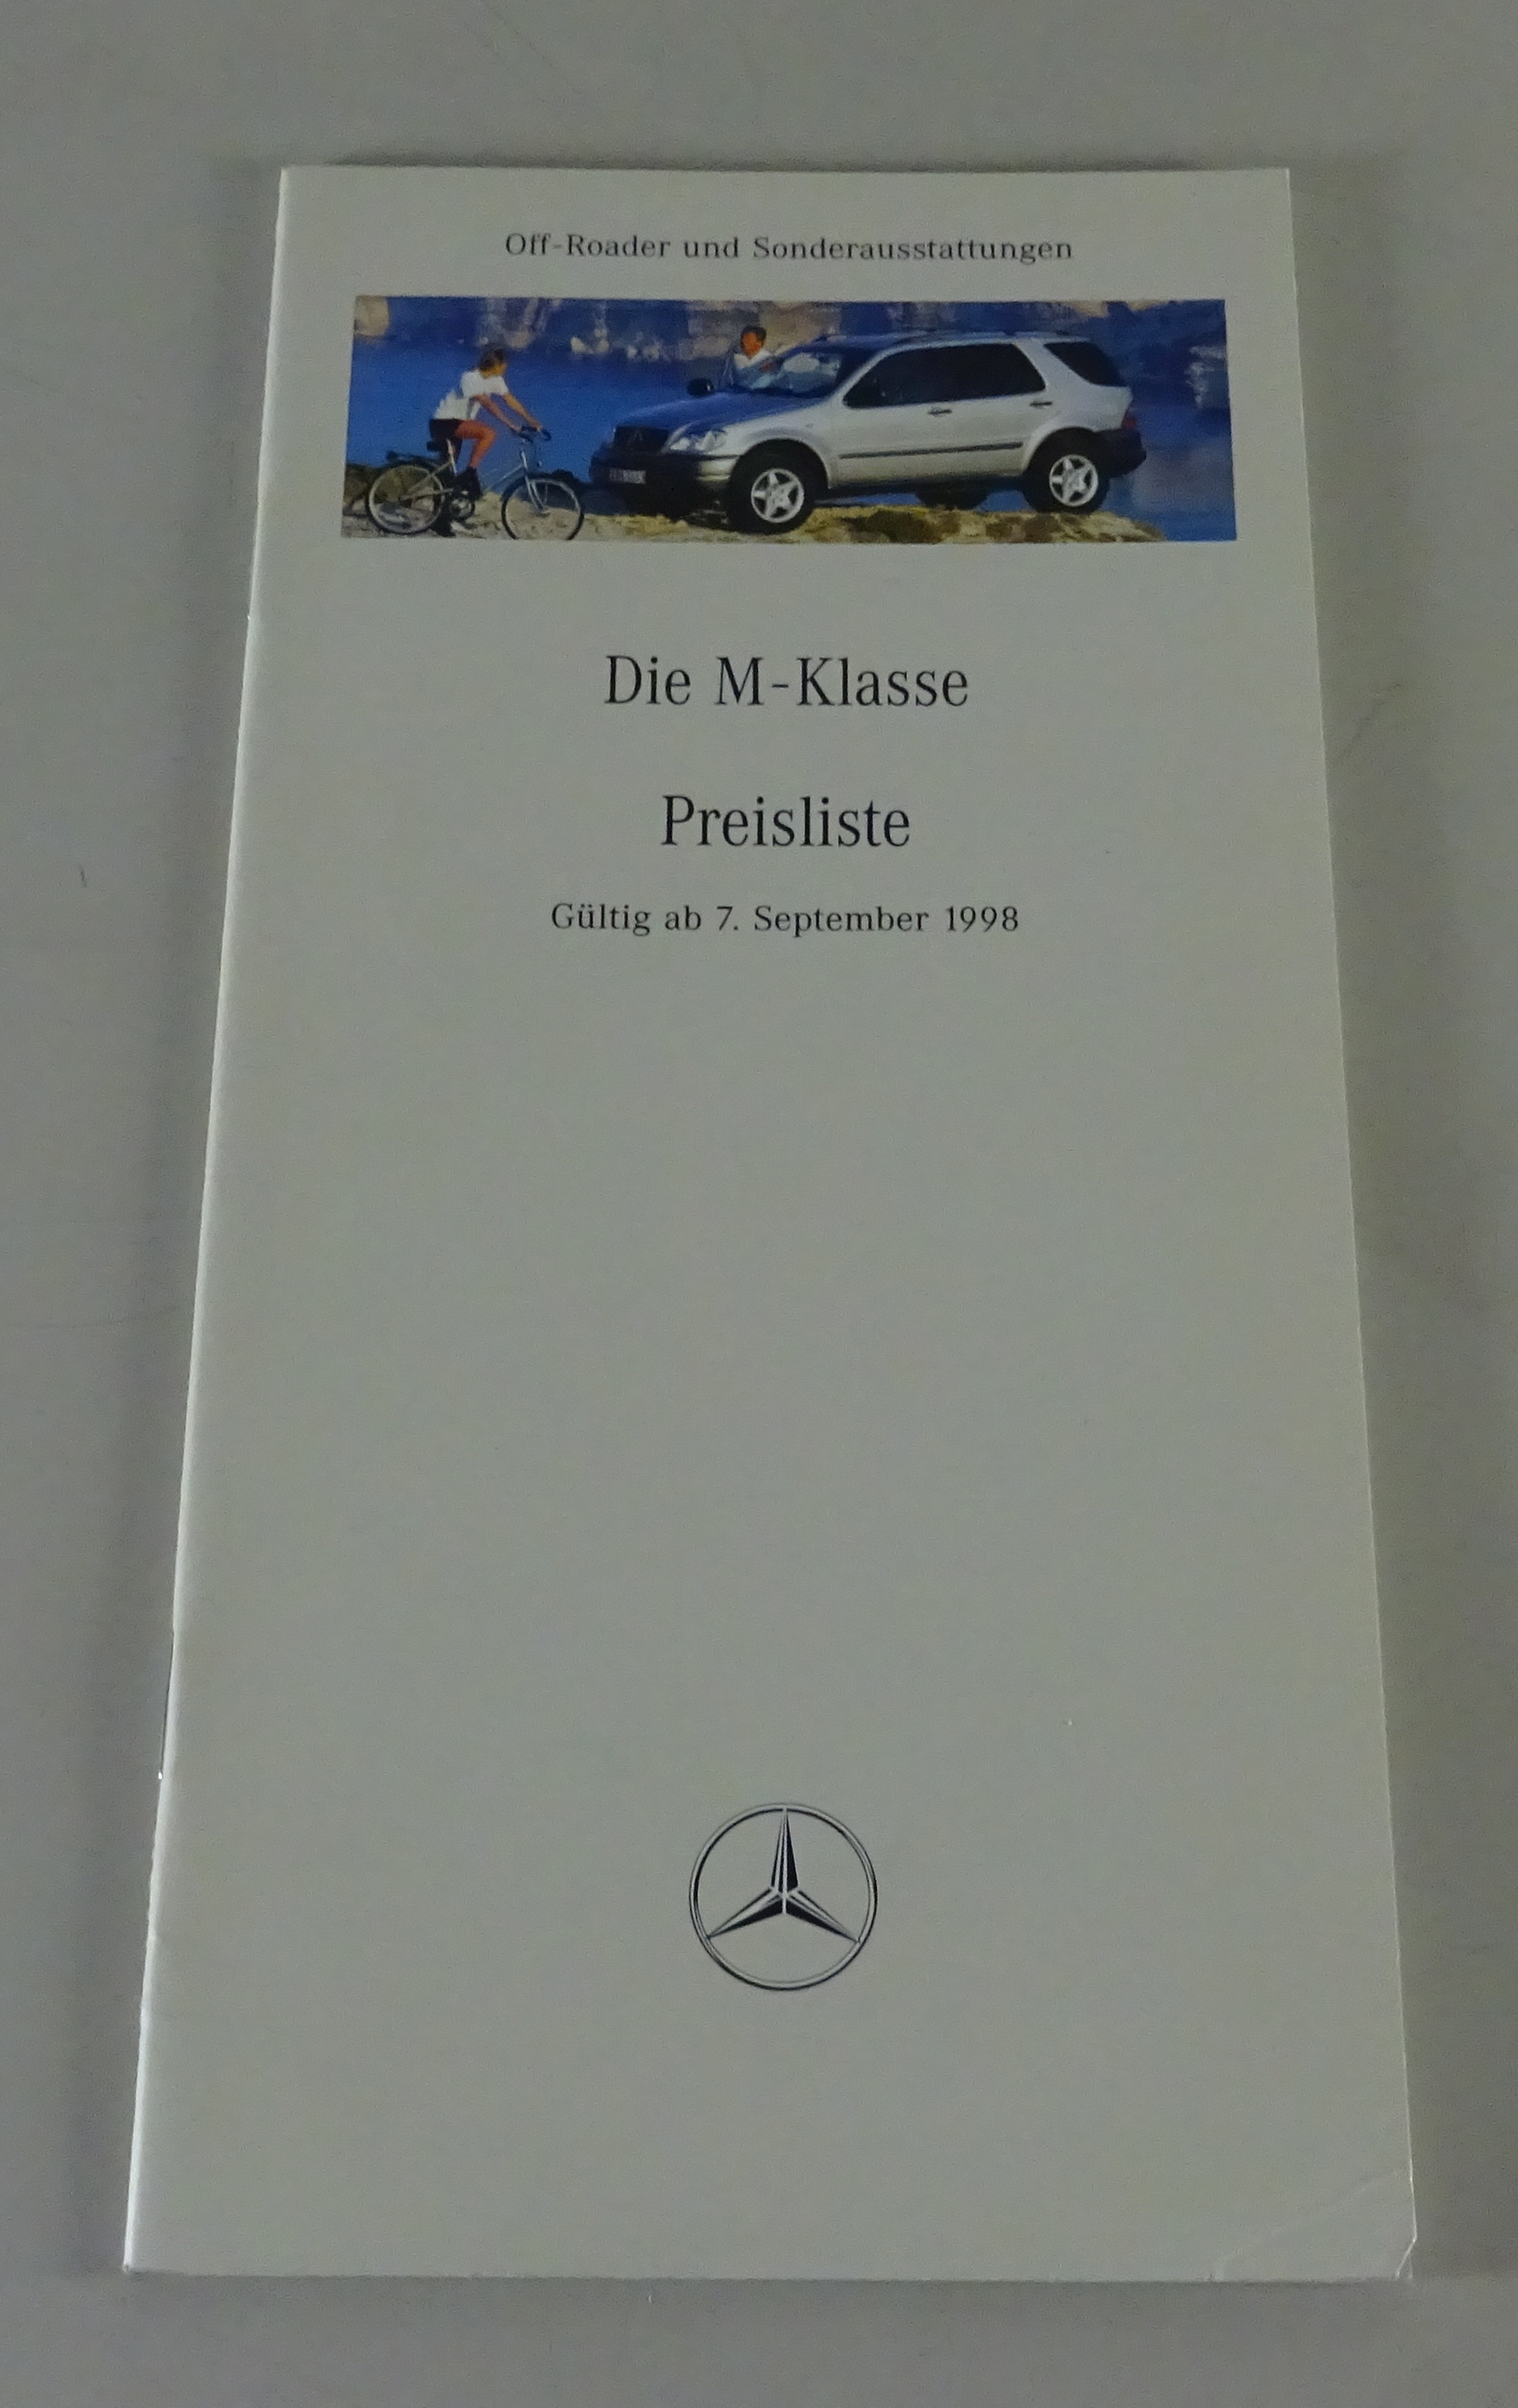 Off-Roader und Sonderausstattungen
Die M-Klasse
Preisliste
Gültig ab 7. September 1998